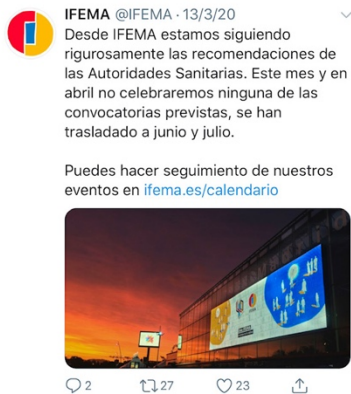 IFEMA @IFEMA · 13/3/20
Desde IFEMA estamos siguiendo
rigurosamente las recomendaciones de
las Autoridades Sanitarias. Este mes y en
abril no celebraremos ninguna de las
convocatorias previstas, se han
trasladado a junio y julio.
Puedes hacer seguimiento de nuestros
eventos en ifema.es/calendario
2 27 23